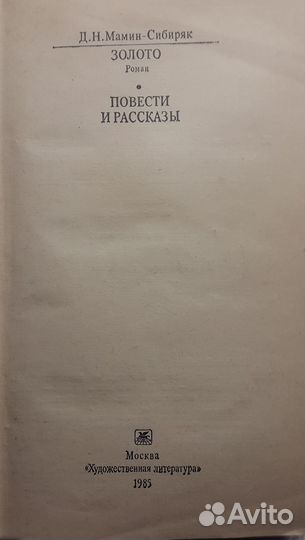 Д.Н.Мамин-Сибиряк
ЗОЛОТО
Роман
ПОВЕСТИ
И РАССКАЗЫ
Москва
«Художественная литература»
1985
Avito